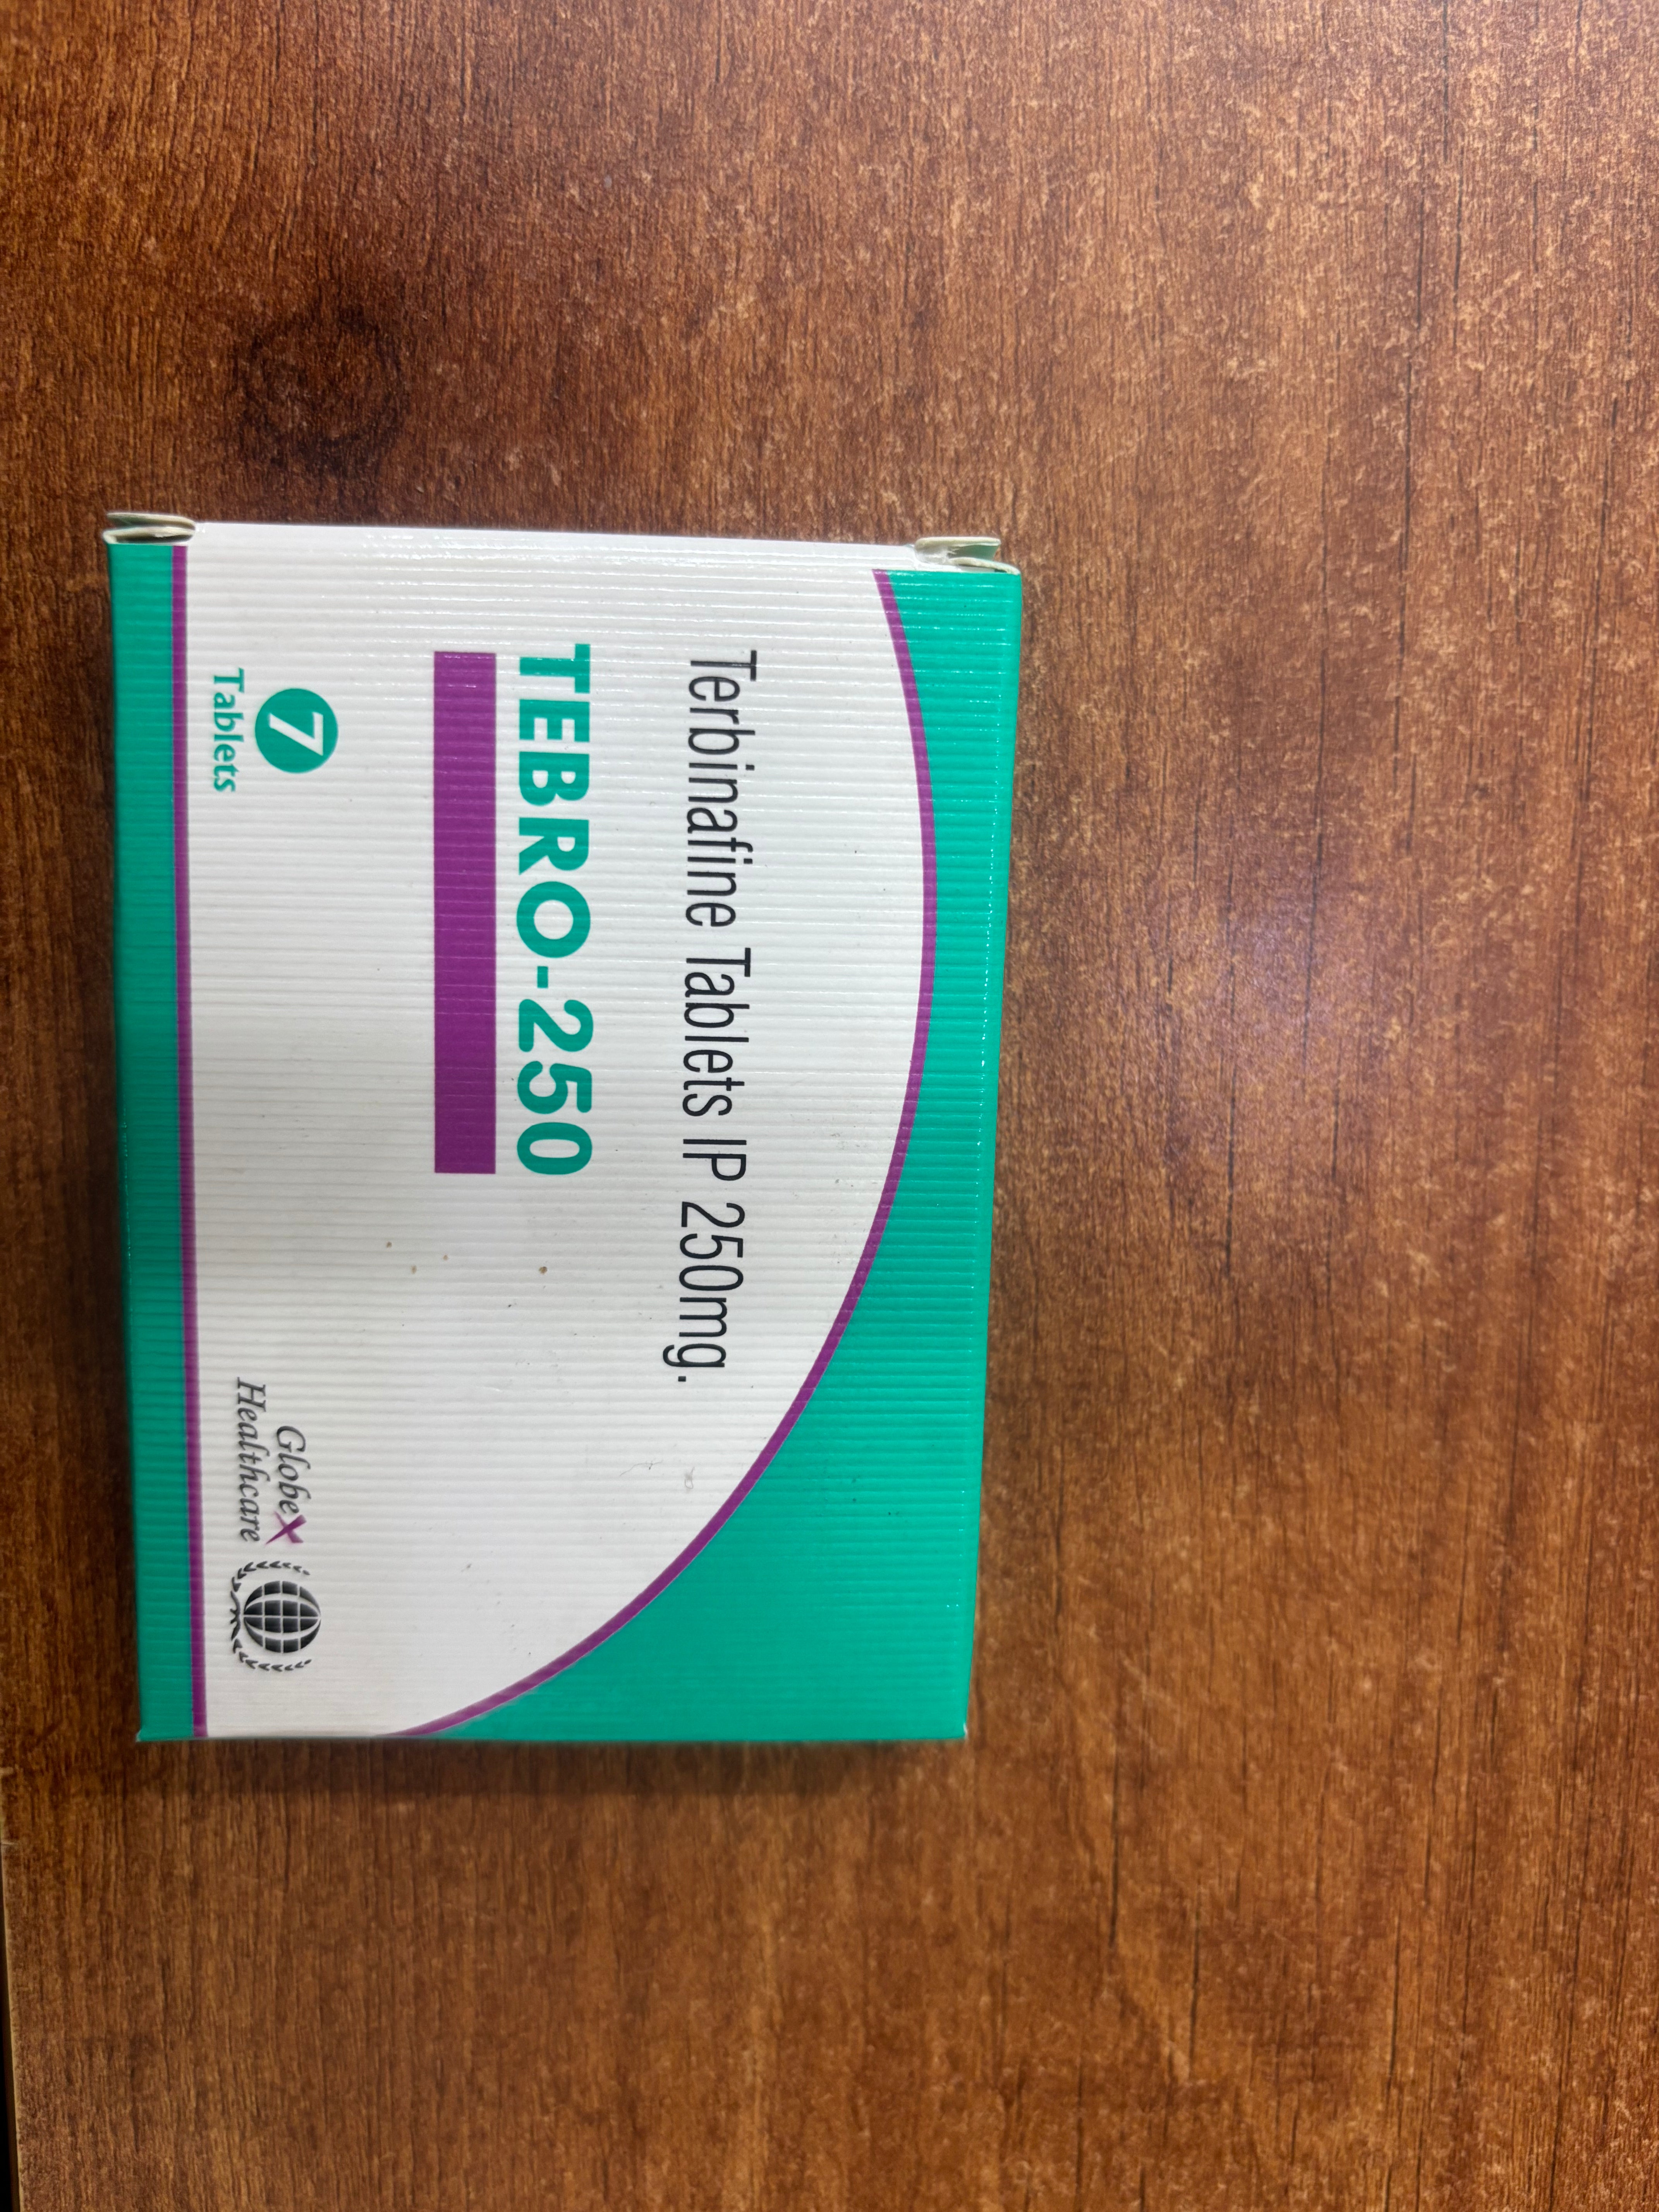 Terbinafine Tablets IP 250mg.
TEBRO-250
7
Tablets
Globex
Healthcare